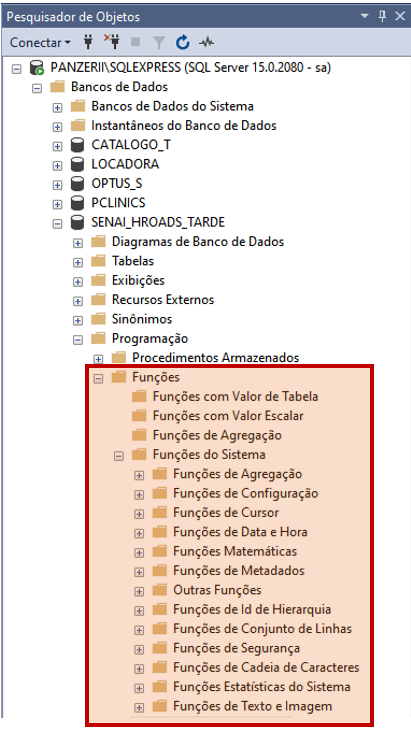 Pesquisador de Objetos
Conectar
PANZERII\SQLEXPRESS (SQL Server 15.0.2080 - sa)
Bancos de Dados
Bancos de Dados do Sistema
Instantâneos do Banco de Dados
CATALOGO_T
LOCADORA
OPTUS_S
PCLINICS
SENAI_HROADS_TARDE
Diagramas de Banco de Dados
Tabelas
Exibições
Recursos Externos
Sinônimos
Programação
Procedimentos Armazenados
Funções
Funções com Valor de Tabela
Funções com Valor Escalar
Funções de Agregação
Funções do Sistema
Funções de Agregação
Funções de Configuração
Funções de Cursor
Funções de Data e Hora
Funções Matemáticas
Funções de Metadados
Outras Funções
Funções de Id de Hierarquia
Funções de Conjunto de Linhas
Funções de Segurança
Funções de Cadeia de Caracteres
Funções Estatísticas do Sistema
Funções de Texto e Imagem